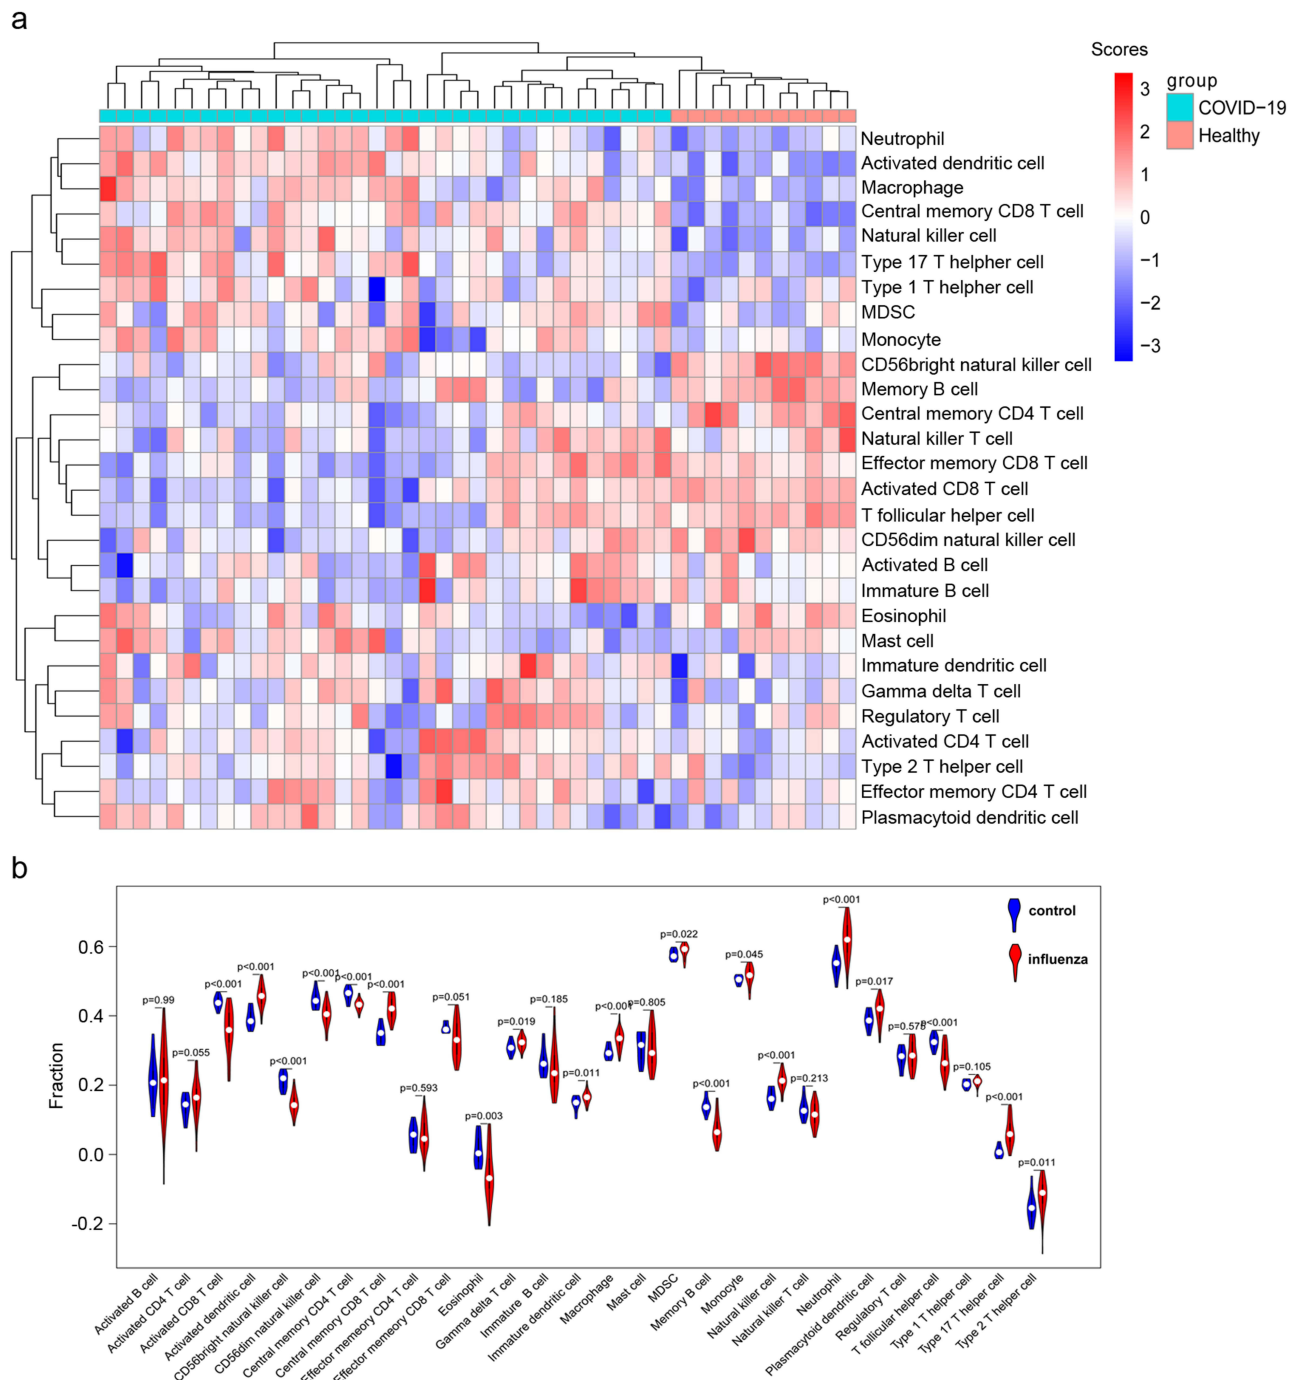 a
Scores
3
2
1
0
−1
−2
−3
group
COVID−19
Healthy
Neutrophil
Activated dendritic cell
Macrophage
Central memory CD8 T cell
Natural killer cell
Type 17 T helpher cell
Type 1 T helpher cell
MDSC
Monocyte
CD56bright natural killer cell
Memory B cell
Central memory CD4 T cell
Natural killer T cell
Effector memory CD8 T cell
Activated CD8 T cell
T follicular helper cell
CD56dim natural killer cell
Activated B cell
Immature B cell
Eosinophil
Mast cell
Immature dendritic cell
Gamma delta T cell
Regulatory T cell
Activated CD4 T cell
Type 2 T helper cell
Effector memory CD4 T cell
Plasmacytoid dendritic cell
b
Fraction
0.6
0.4
0.2
0.0
-0.2
control
influenza
p=0.99
p=0.055
p<0.001
p<0.001
p<0.001
p<0.001
p<0.001
p<0.001
p=0.593
p=0.051
p=0.003
p=0.019
p=0.185
p=0.011
p<0.001
p=0.805
p=0.022
p<0.001
p=0.045
p<0.001
p=0.213
p<0.001
p=0.017
p=0.578
p<0.001
p=0.105
p<0.001
p=0.011
Activated B cell
Activated CD4 T cell
Activated CD8 T cell
Activated dendritic cell
CD56bright natural killer cell
CD56dim natural killer cell
Central memory CD4 T cell
Central memory CD8 T cell
Effector memory CD4 T cell
Effector memeory CD8 T cell
Eosinophil
Gamma delta T cell
Immature B cell
Immature dendritic cell
Macrophage
Mast cell
MDSC
Memory B cell
Monocyte
Natural killer cell
Natural killer T cell
Neutrophil
Plasmacytoid dendritic cell
Regulatory T cell
T follicular helper cell
Type 1 T helper cell
Type 17 T helper cell
Type 2 T helper cell